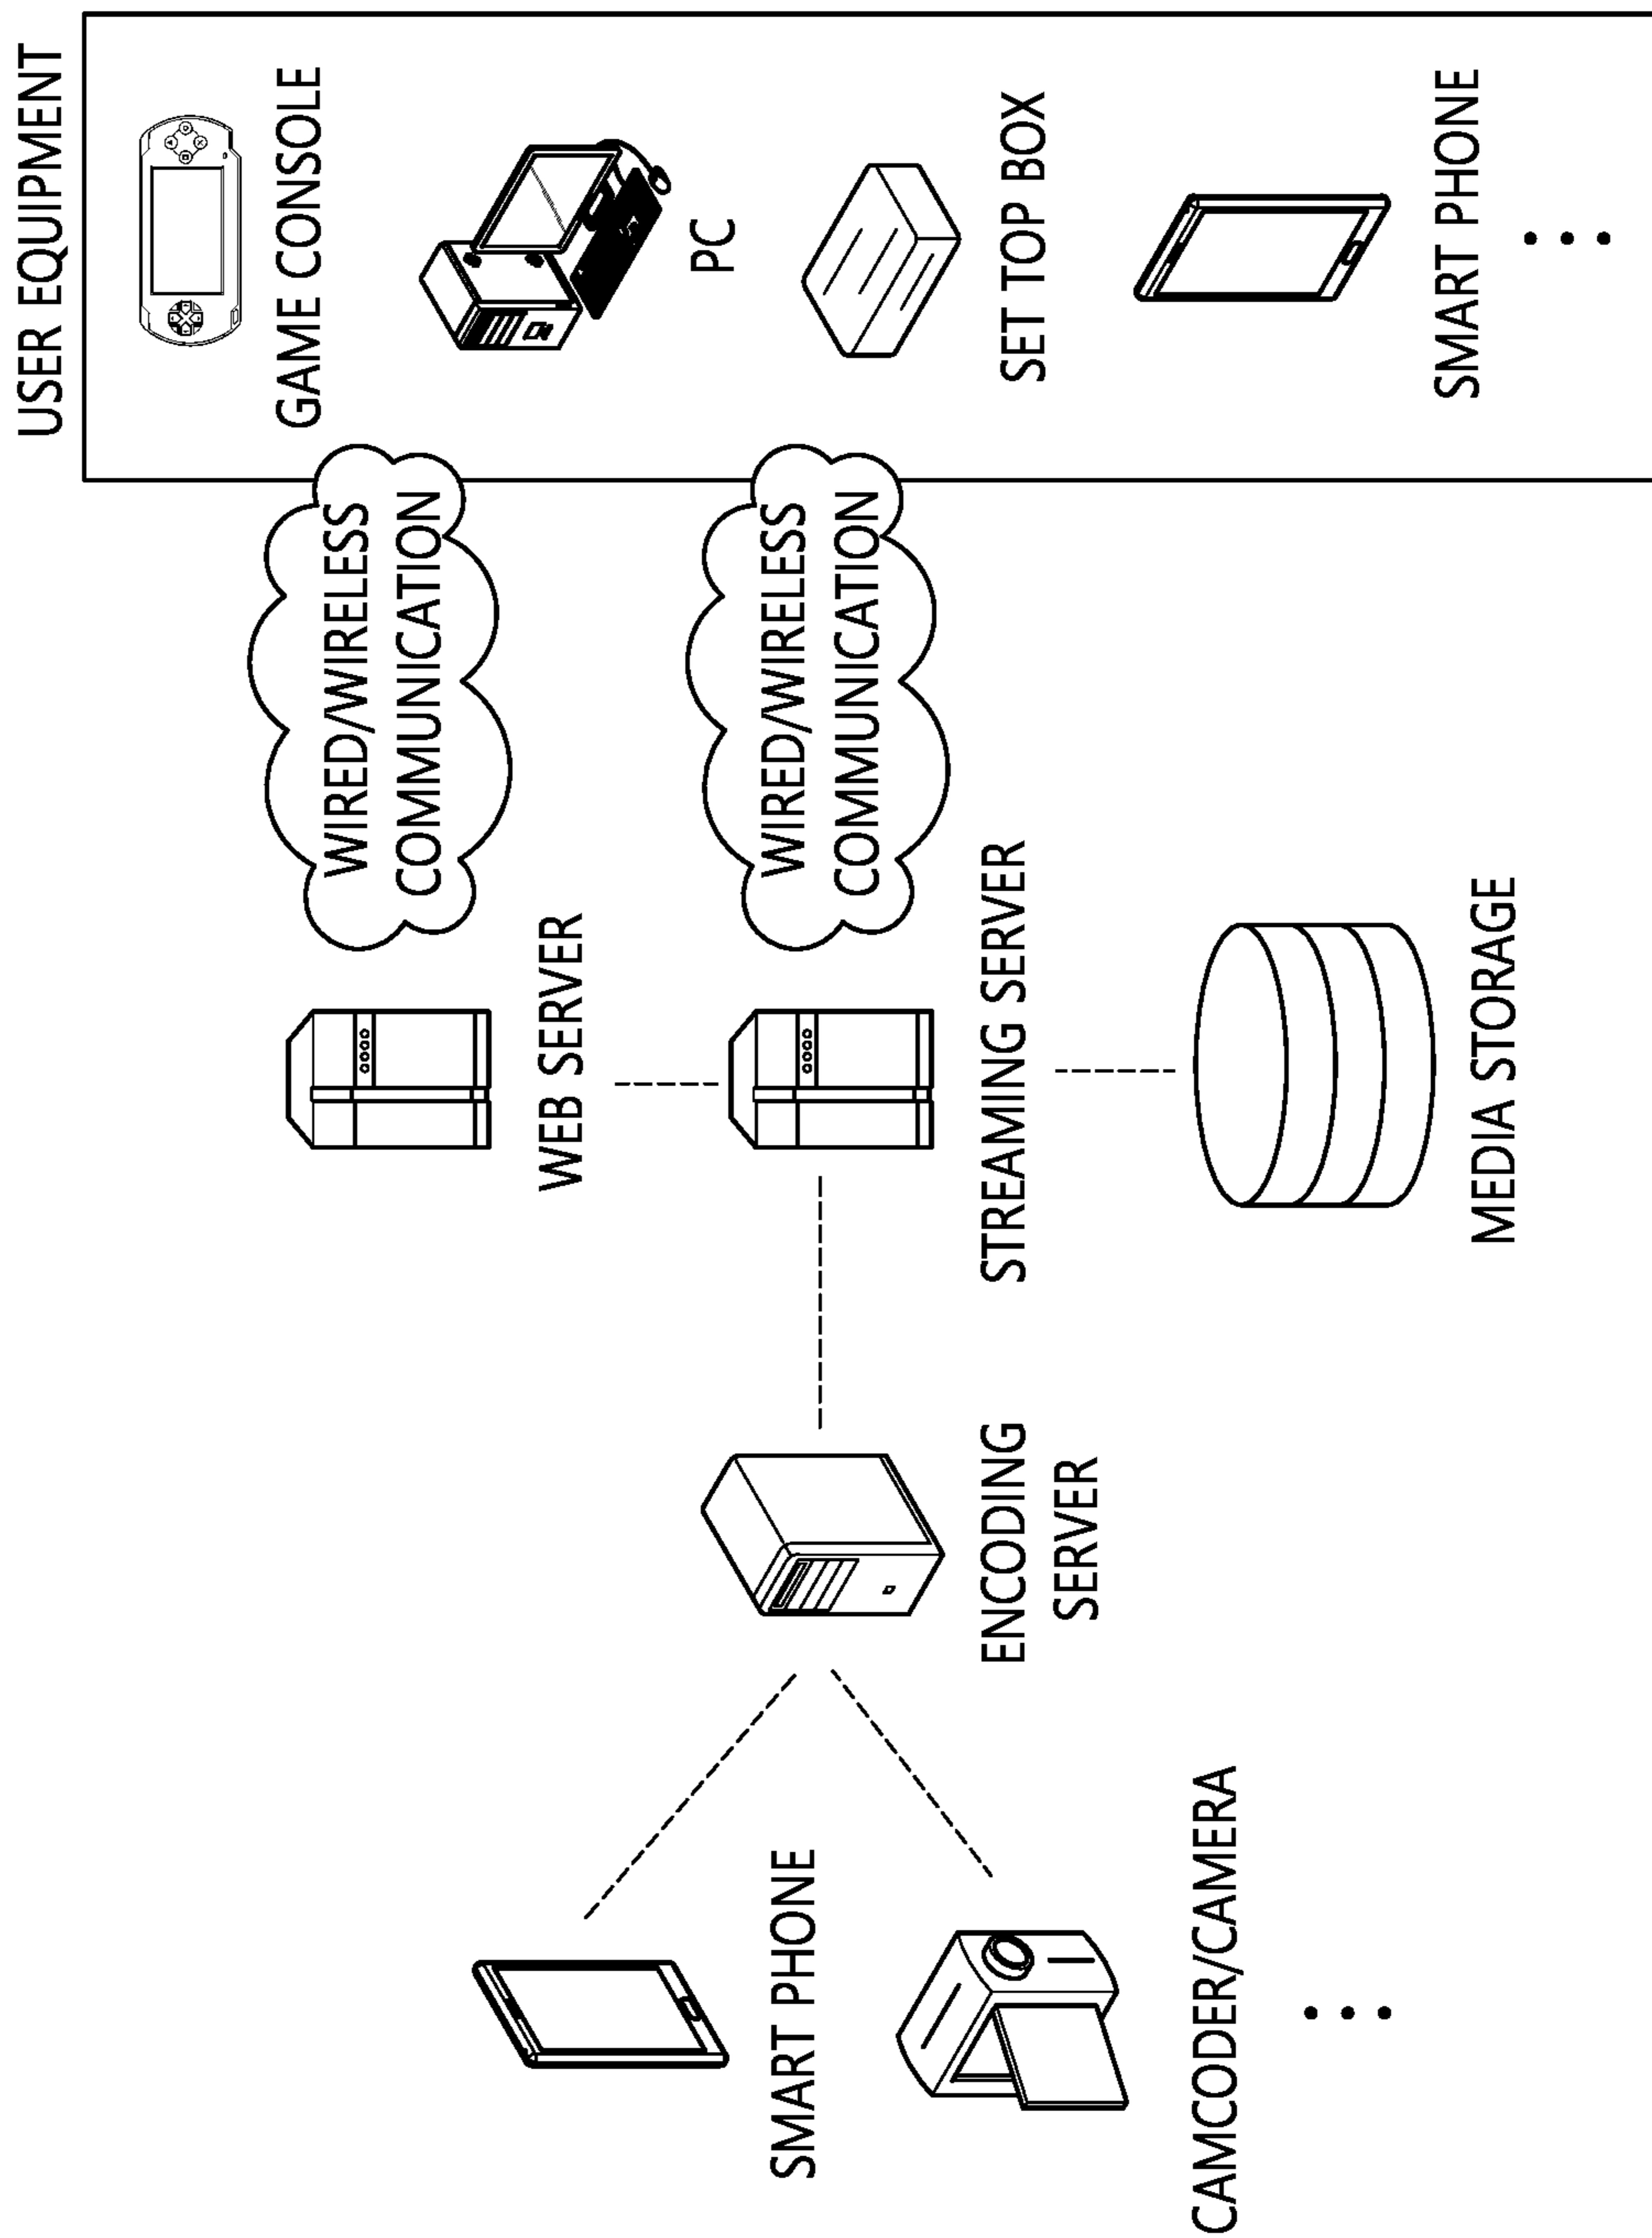 USER EQUIPMENT
GAME CONSOLE
PC
SET TOP BOX
SMART PHONE
WIRED/WIRELESS
COMMUNICATION
WIRED/WIRELESS
COMMUNICATION
WEB SERVER
STREAMING SERVER
MEDIA STORAGE
ENCODING
SERVER
SMART PHONE
CAMCODER/CAMERA